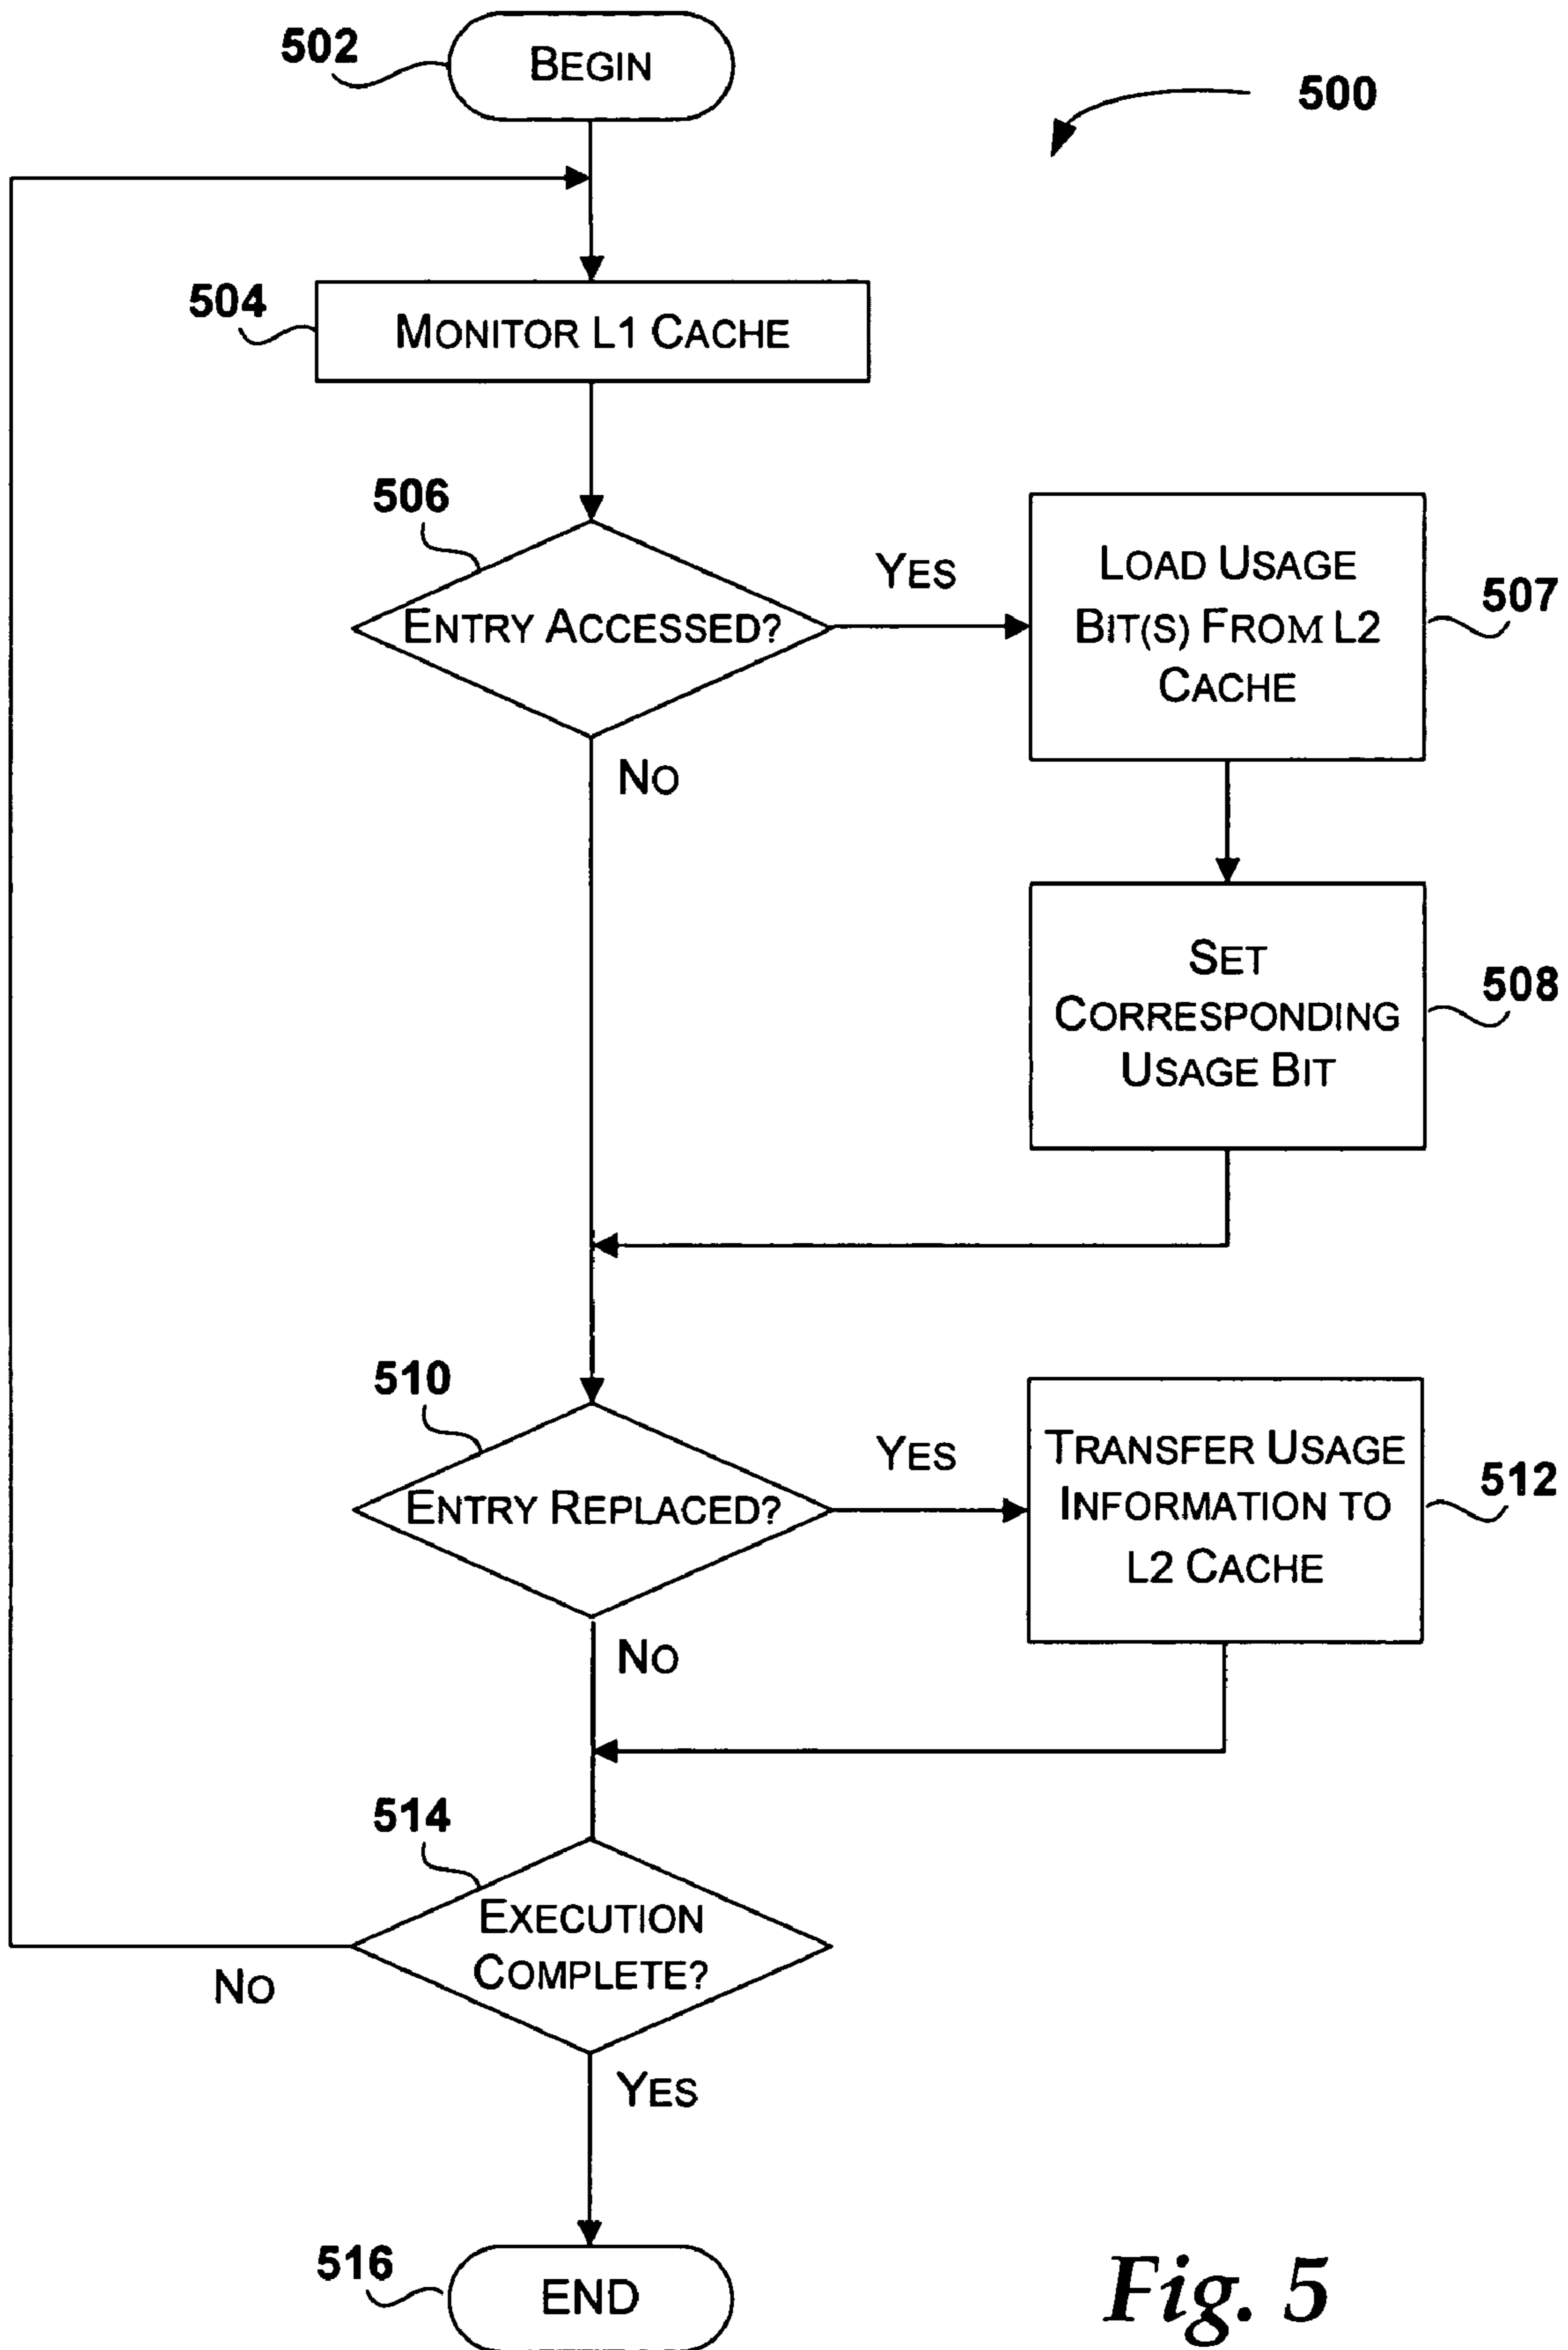 502
BEGIN
500
504
MONITOR L1 CACHE
506
ENTRY ACCESSED?
YES
LOAD USAGE
BIT(S) FROM L2
CACHE
507
NO
SET
CORRESPONDING
USAGE BIT
508
510
ENTRY REPLACED?
YES
TRANSFER USAGE
INFORMATION TO
L2 CACHE
512
NO
514
EXECUTION
COMPLETE?
NO
YES
516
END
Fig. 5